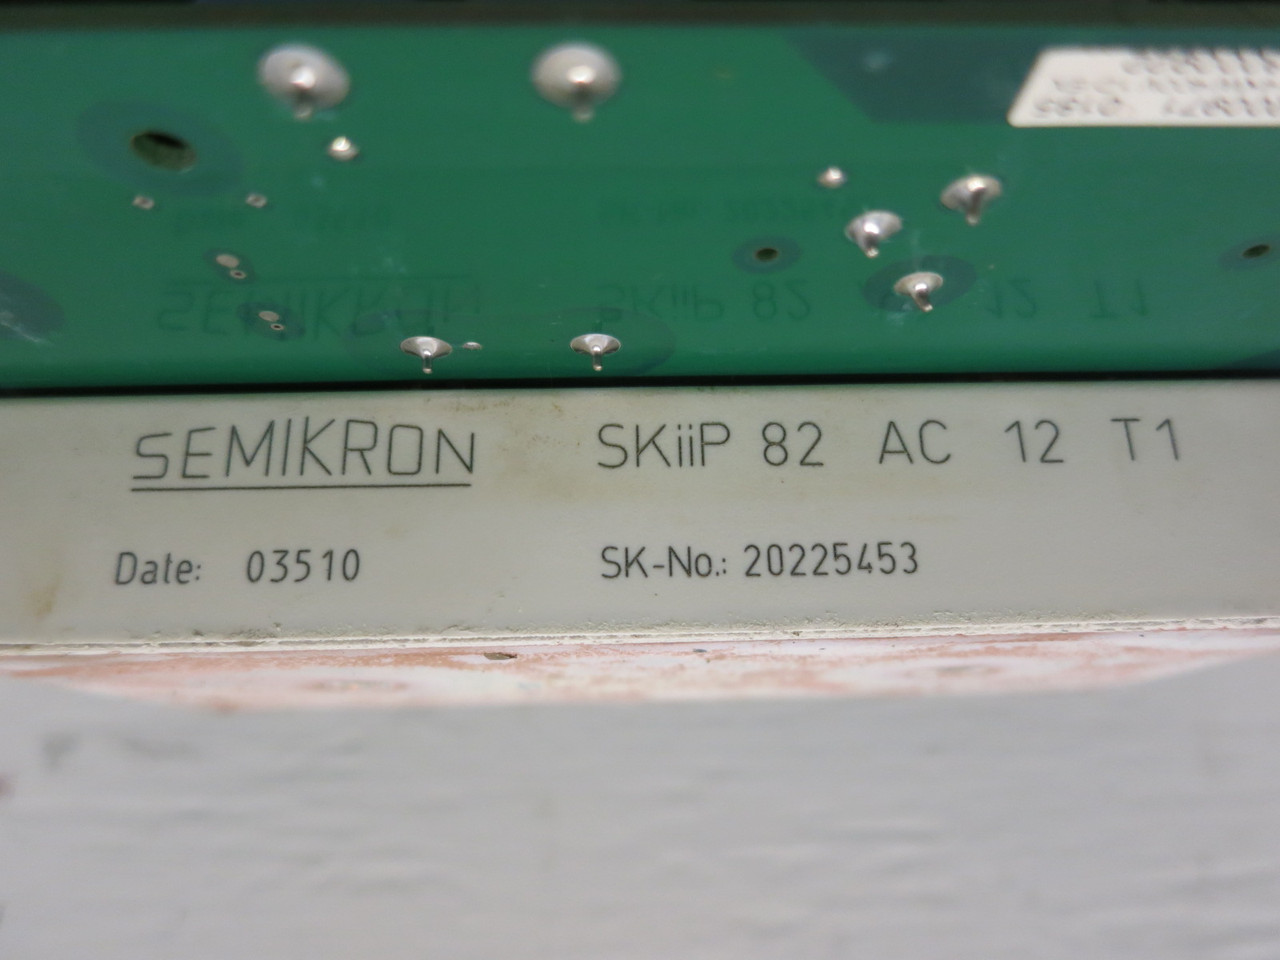 SEMIKRON SKiiP 82 AC 12 T1
Date: 03510 SK-No.: 20225453